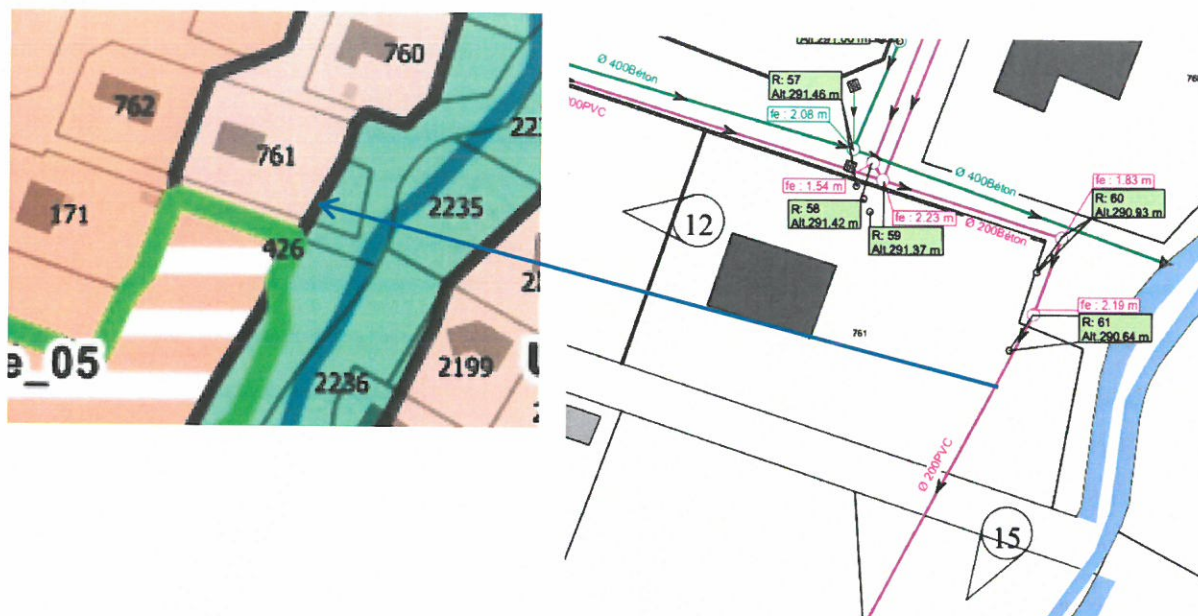 760
762
761
171
2235
426
e_05
2236
2199
Ø 400Béton
R: 57
Alt.291.46 m
fe : 2.08 m
200PVC
Ø 400Béton
fe : 1.54 m
fe : 1.83 m
R: 60
Alt.290.93 m
R: 58
Alt.291.42 m
fe : 2.23 m
Ø 200Béton
R: 59
Alt.291.37 m
12
fe : 2.19 m
R: 61
Alt.290.64 m
761
Ø 200PVC
15